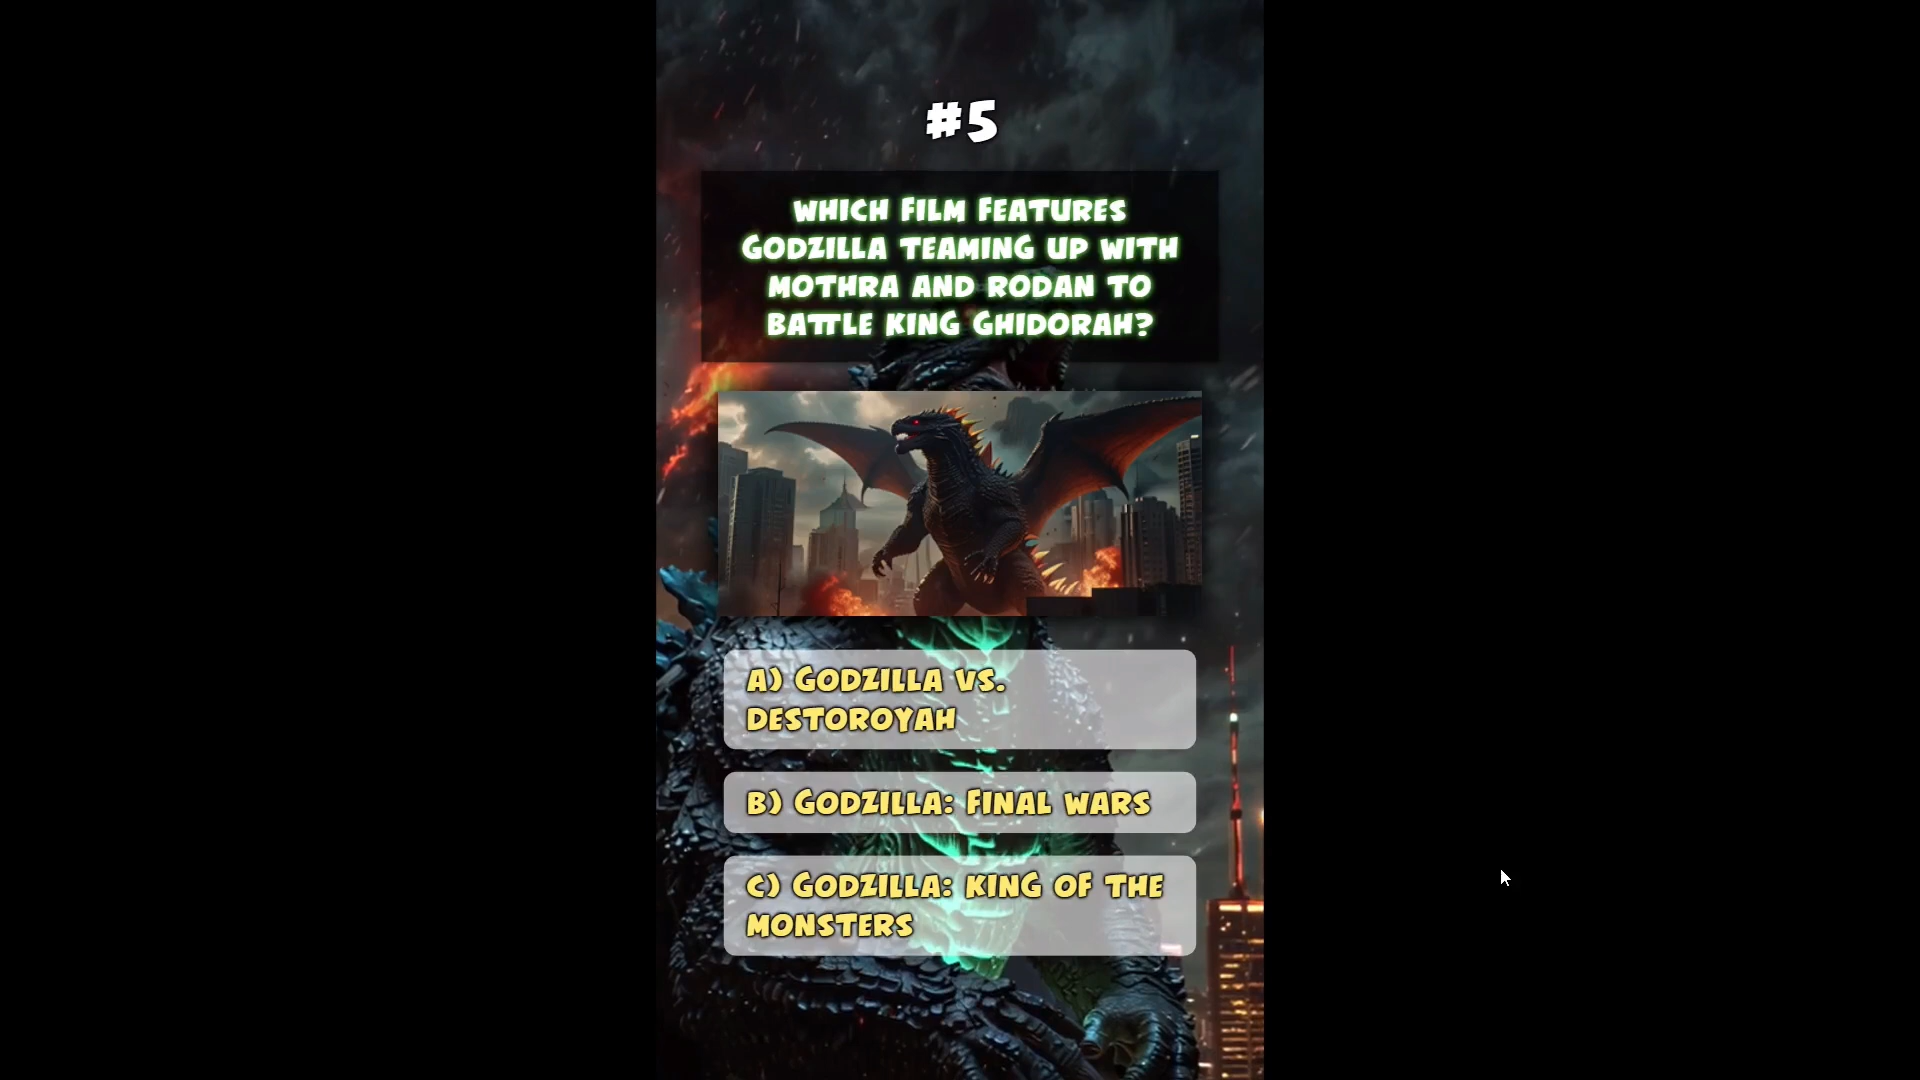 #5
WHICH FILM FEATURES
GODZILLA TEAMING UP WITH
MOTHRA AND RODAN TO
BATTLE KING GHIDORAH?
A) GODZILLA VS.
DESTOROYAH
B) GODZILLA: FINAL WARS
C) GODZILLA: KING OF THE
MONSTERS